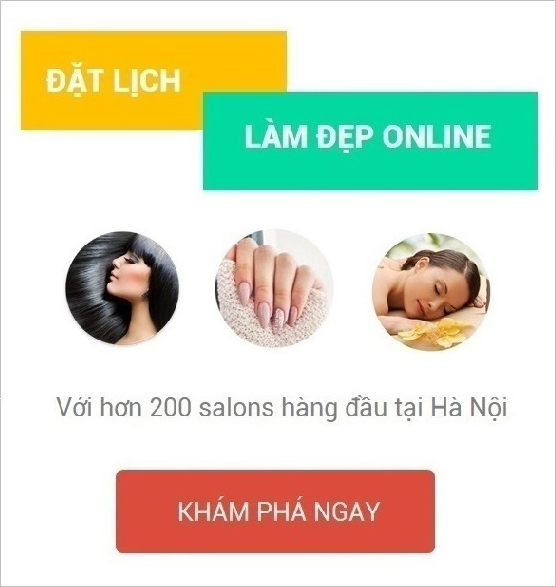 ĐẶT LỊCH
LÀM ĐẸP ONLINE
Với hơn 200 salons hàng đầu tại Hà Nội
KHÁM PHÁ NGAY